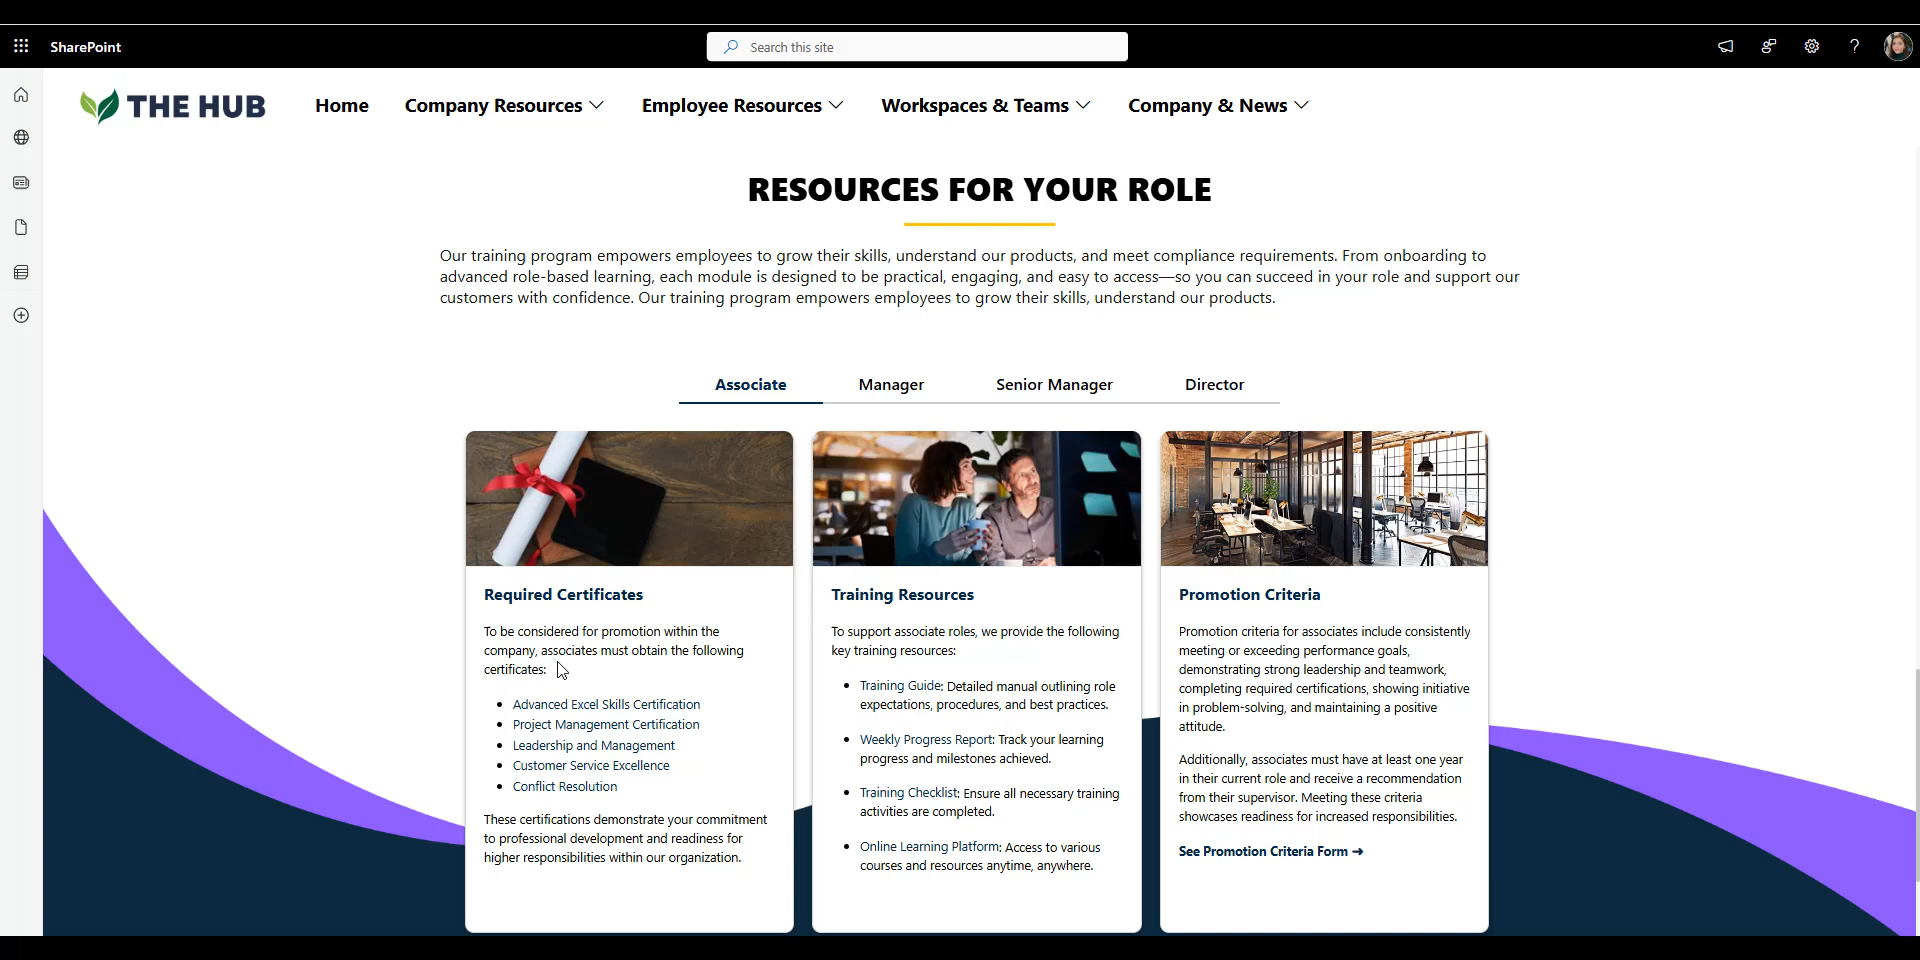 SharePoint
Search this site
?
THE HUB
Home
Company Resources
Employee Resources
Workspaces & Teams
Company & News
RESOURCES FOR YOUR ROLE
Our training program empowers employees to grow their skills, understand our products, and meet compliance requirements. From onboarding to
advanced role-based learning, each module is designed to be practical, engaging, and easy to access—so you can succeed in your role and support our
customers with confidence. Our training program empowers employees to grow their skills, understand our products.
Associate
Manager
Senior Manager
Director
Required Certificates
To be considered for promotion within the
company, associates must obtain the following
certificates:
• Advanced Excel Skills Certification
• Project Management Certification
• Leadership and Management
• Customer Service Excellence
• Conflict Resolution
These certifications demonstrate your commitment
to professional development and readiness for
higher responsibilities within our organization.
Training Resources
To support associate roles, we provide the following
key training resources:
• Training Guide: Detailed manual outlining role
expectations, procedures, and best practices.
• Weekly Progress Report: Track your learning
progress and milestones achieved.
• Training Checklist: Ensure all necessary training
activities are completed.
• Online Learning Platform: Access to various
courses and resources anytime, anywhere.
Promotion Criteria
Promotion criteria for associates include consistently
meeting or exceeding performance goals,
demonstrating strong leadership and teamwork,
completing required certifications, showing initiative
in problem-solving, and maintaining a positive
attitude.
Additionally, associates must have at least one year
in their current role and receive a recommendation
from their supervisor. Meeting these criteria
showcases readiness for increased responsibilities.
See Promotion Criteria Form ➜